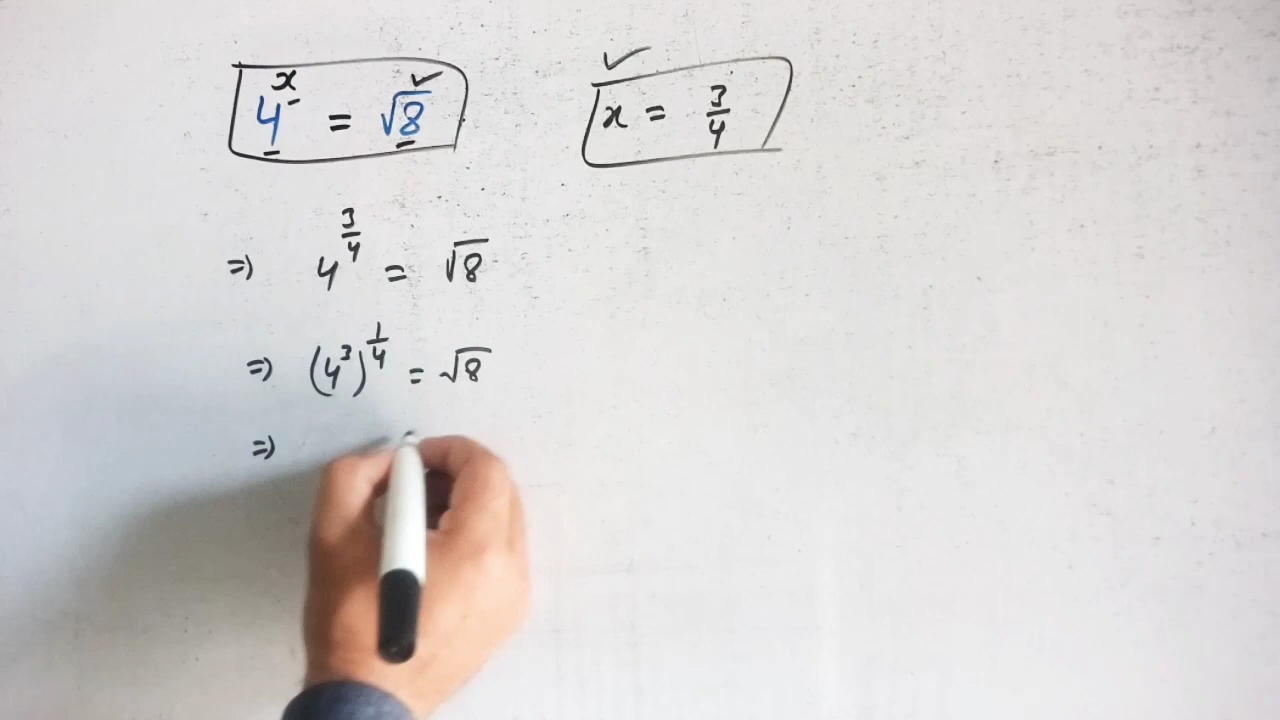 4^x = √8
x = 3/4
⇒ 4^(3/4) = √8
⇒ (4^3)^(1/4) = √8
⇒